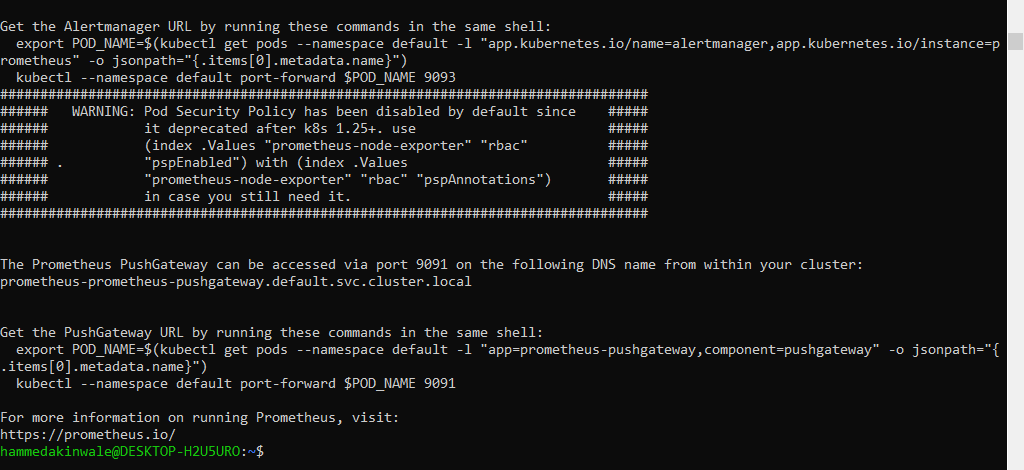 Get the Alertmanager URL by running these commands in the same shell:
  export POD_NAME=$(kubectl get pods --namespace default -l "app.kubernetes.io/name=alertmanager,app.kubernetes.io/instance=p
rometheus" -o jsonpath="{.items[0].metadata.name}")
  kubectl --namespace default port-forward $POD_NAME 9093
#################################################################################
######   WARNING: Pod Security Policy has been disabled by default since    #####
######            it deprecated after k8s 1.25+. use                        #####
######            (index .Values "prometheus-node-exporter" "rbac"          #####
###### .          "pspEnabled") with (index .Values                         #####
######            "prometheus-node-exporter" "rbac" "pspAnnotations")       #####
######            in case you still need it.                                #####
#################################################################################
The Prometheus PushGateway can be accessed via port 9091 on the following DNS name from within your cluster:
prometheus-prometheus-pushgateway.default.svc.cluster.local
Get the PushGateway URL by running these commands in the same shell:
  export POD_NAME=$(kubectl get pods --namespace default -l "app=prometheus-pushgateway,component=pushgateway" -o jsonpath="{
.items[0].metadata.name}")
  kubectl --namespace default port-forward $POD_NAME 9091
For more information on running Prometheus, visit:
https://prometheus.io/
hammedakinwale@DESKTOP-H2U5URO:~$